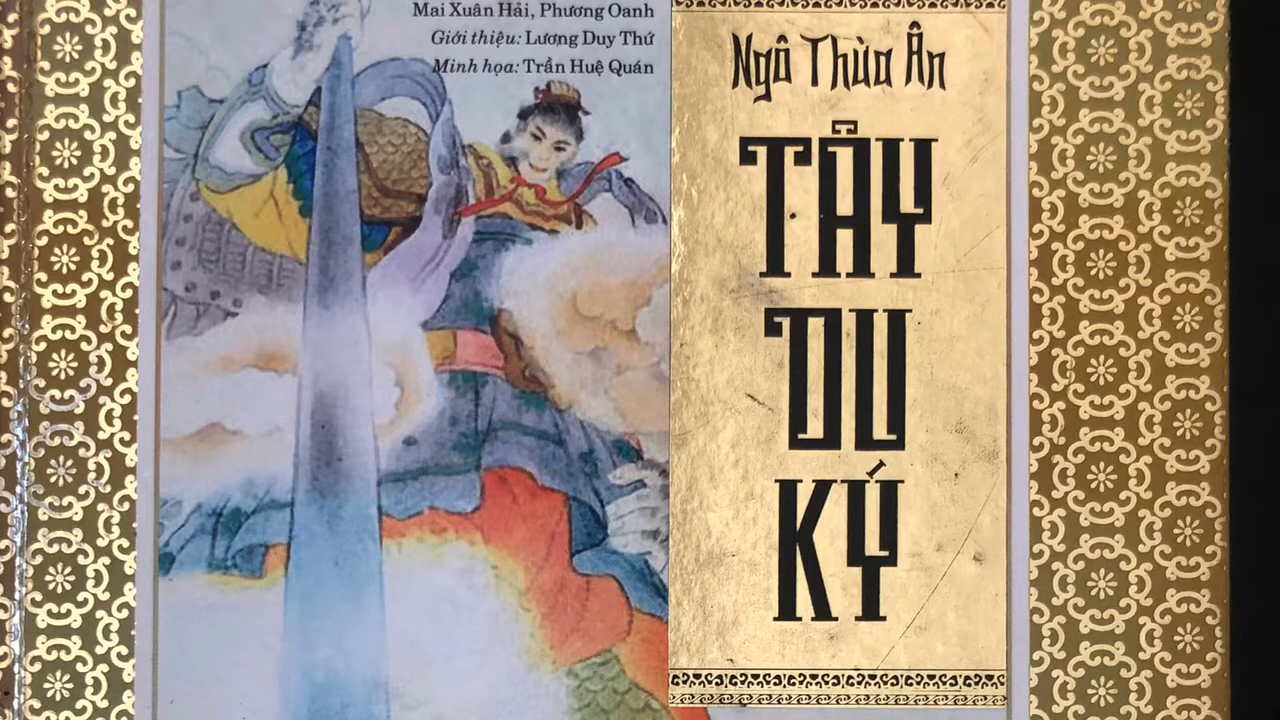 Mai Xuân Hải, Phương Oanh
Giới thiệu: Lương Duy Thứ
Minh họa: Trần Huệ Quán
Ngô Thừa Ân
TÂY
DU
KÝ